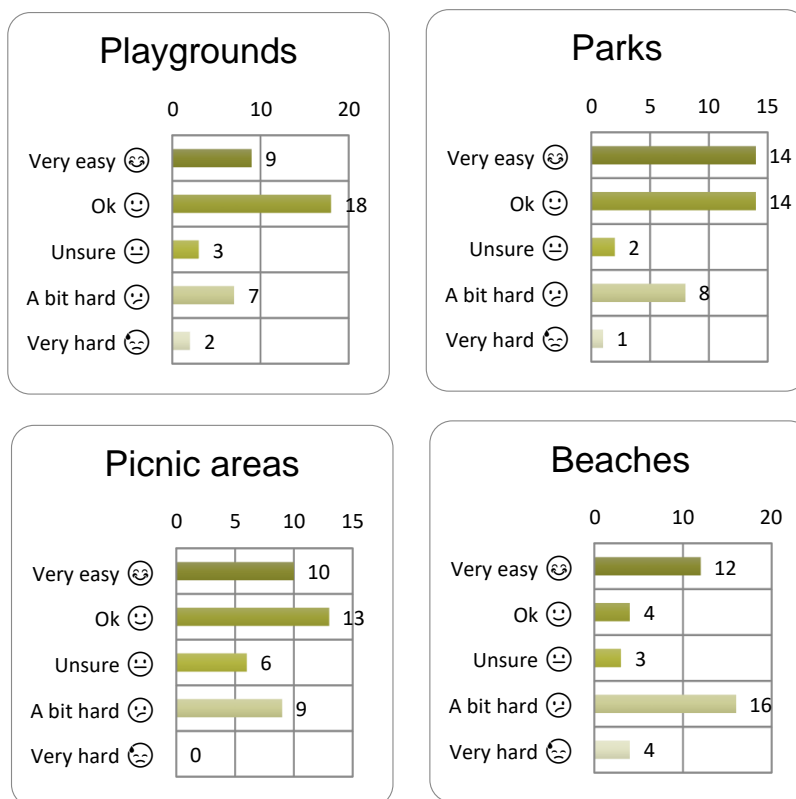 Playgrounds
0 10 20
Very easy 9
Ok 18
Unsure 3
A bit hard 7
Very hard 2
Parks
0 5 10 15
Very easy 14
Ok 14
Unsure 2
A bit hard 8
Very hard 1
Picnic areas
0 5 10 15
Very easy 10
Ok 13
Unsure 6
A bit hard 9
Very hard 0
Beaches
0 10 20
Very easy 12
Ok 4
Unsure 3
A bit hard 16
Very hard 4